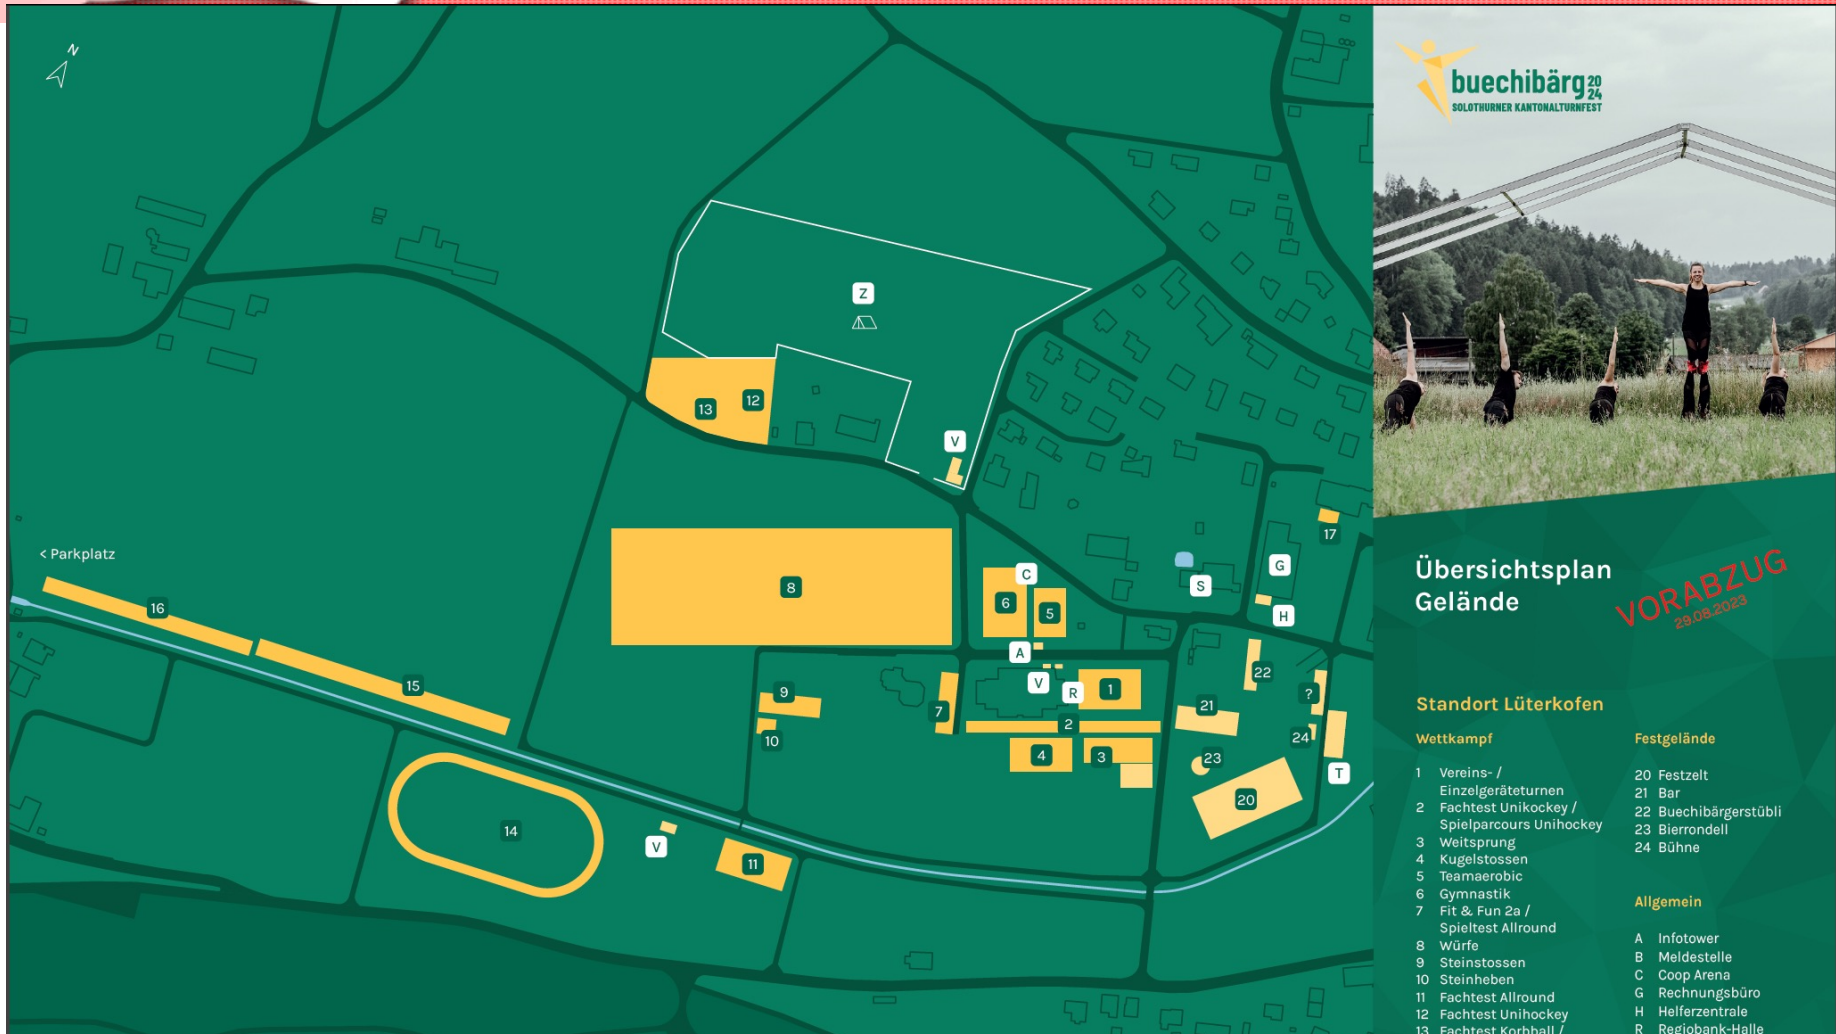 N
buechibärg 20
24
SOLOTHURNER KANTONALTURNFEST
Z
13
12
V
< Parkplatz
16
15
8
C
6
5
A
V
R
1
2
4
3
7
9
10
14
V
11
17
G
S
H
22
?
21
24
23
20
T
Übersichtsplan
Gelände
VORABZUG
29.08.2023
Standort Lüterkofen
Wettkampf
1 Vereins- /
Einzelgeräteturnen
2 Fachtest Unikockey /
Spielparcours Unihockey
3 Weitsprung
4 Kugelstossen
5 Teamaerobic
6 Gymnastik
7 Fit & Fun 2a /
Spieltest Allround
8 Würfe
9 Steinstossen
10 Steinheben
11 Fachtest Allround
12 Fachtest Unihockey
13 Fachtest Korbball /
Festgelände
20 Festzelt
21 Bar
22 Buechibärgerstübli
23 Bierrondell
24 Bühne
Allgemein
A Infotower
B Meldestelle
C Coop Arena
G Rechnungsbüro
H Helferzentrale
R Regiobank-Halle